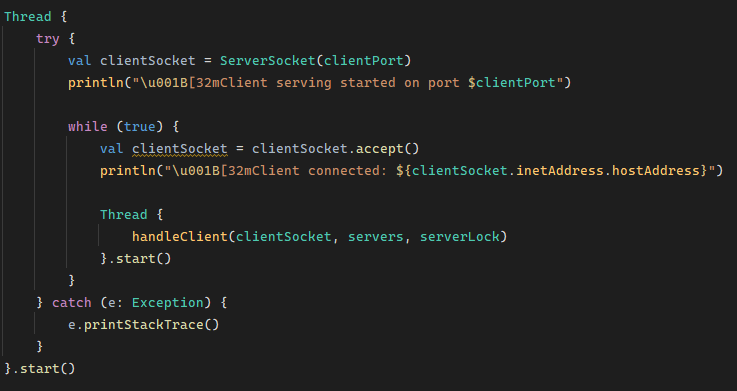 Thread {
    try {
        val clientSocket = ServerSocket(clientPort)
        println("\u001B[32mClient serving started on port $clientPort")

        while (true) {
            val clientSocket = clientSocket.accept()
            println("\u001B[32mClient connected: ${clientSocket.inetAddress.hostAddress}")

            Thread {
                handleClient(clientSocket, servers, serverLock)
            }.start()
        }
    } catch (e: Exception) {
        e.printStackTrace()
    }
}.start()